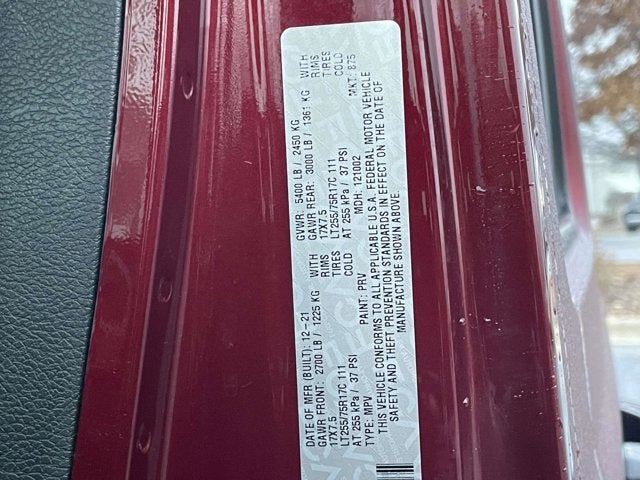 DATE OF MFR (BUILT): 12-21 GVWR: 5400 LB / 2450 KG
GAWR FRONT: 2700 LB / 1225 KG WITH GAWR REAR: 3000 LB / 1361 KG WITH
17X7.5 RIMS 17X7.5 RIMS
LT255/75R17C 111 TIRES LT255/75R17C 111 TIRES
AT 255 kPa / 37 PSI COLD AT 255 kPa / 37 PSI COLD
TYPE: MPV PAINT: PRV MDH: 121002 MKT: 875
THIS VEHICLE CONFORMS TO ALL APPLICABLE U.S.A. FEDERAL MOTOR VEHICLE
SAFETY AND THEFT PREVENTION STANDARDS IN EFFECT ON THE DATE OF
MANUFACTURE SHOWN ABOVE.